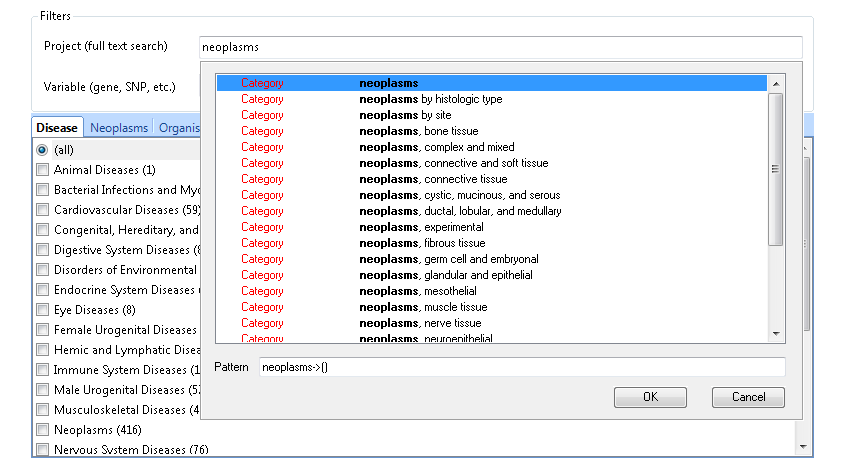 Filters
Project (full text search) neoplasms
Variable (gene, SNP, etc.)
Category neoplasms
Category neoplasms by histologic type
Category neoplasms by site
Category neoplasms, bone tissue
Category neoplasms, complex and mixed
Category neoplasms, connective and soft tissue
Category neoplasms, connective tissue
Category neoplasms, cystic, mucinous, and serous
Category neoplasms, ductal, lobular, and medullary
Category neoplasms, experimental
Category neoplasms, fibrous tissue
Category neoplasms, germ cell and embryonal
Category neoplasms, glandular and epithelial
Category neoplasms, mesothelial
Category neoplasms, muscle tissue
Category neoplasms, nerve tissue
Category neoplasms, neuroepithelial
Pattern neoplasms->()
OK Cancel
Disease Neoplasms Organis
(all)
Animal Diseases (1)
Bacterial Infections and Myc
Cardiovascular Diseases (59)
Congenital, Hereditary, and
Digestive System Diseases (8
Disorders of Environmental
Endocrine System Diseases
Eye Diseases (8)
Female Urogenital Diseases
Hemic and Lymphatic Disea
Immune System Diseases (1
Male Urogenital Diseases (52
Musculoskeletal Diseases (4
Neoplasms (416)
Nervous System Diseases (76)